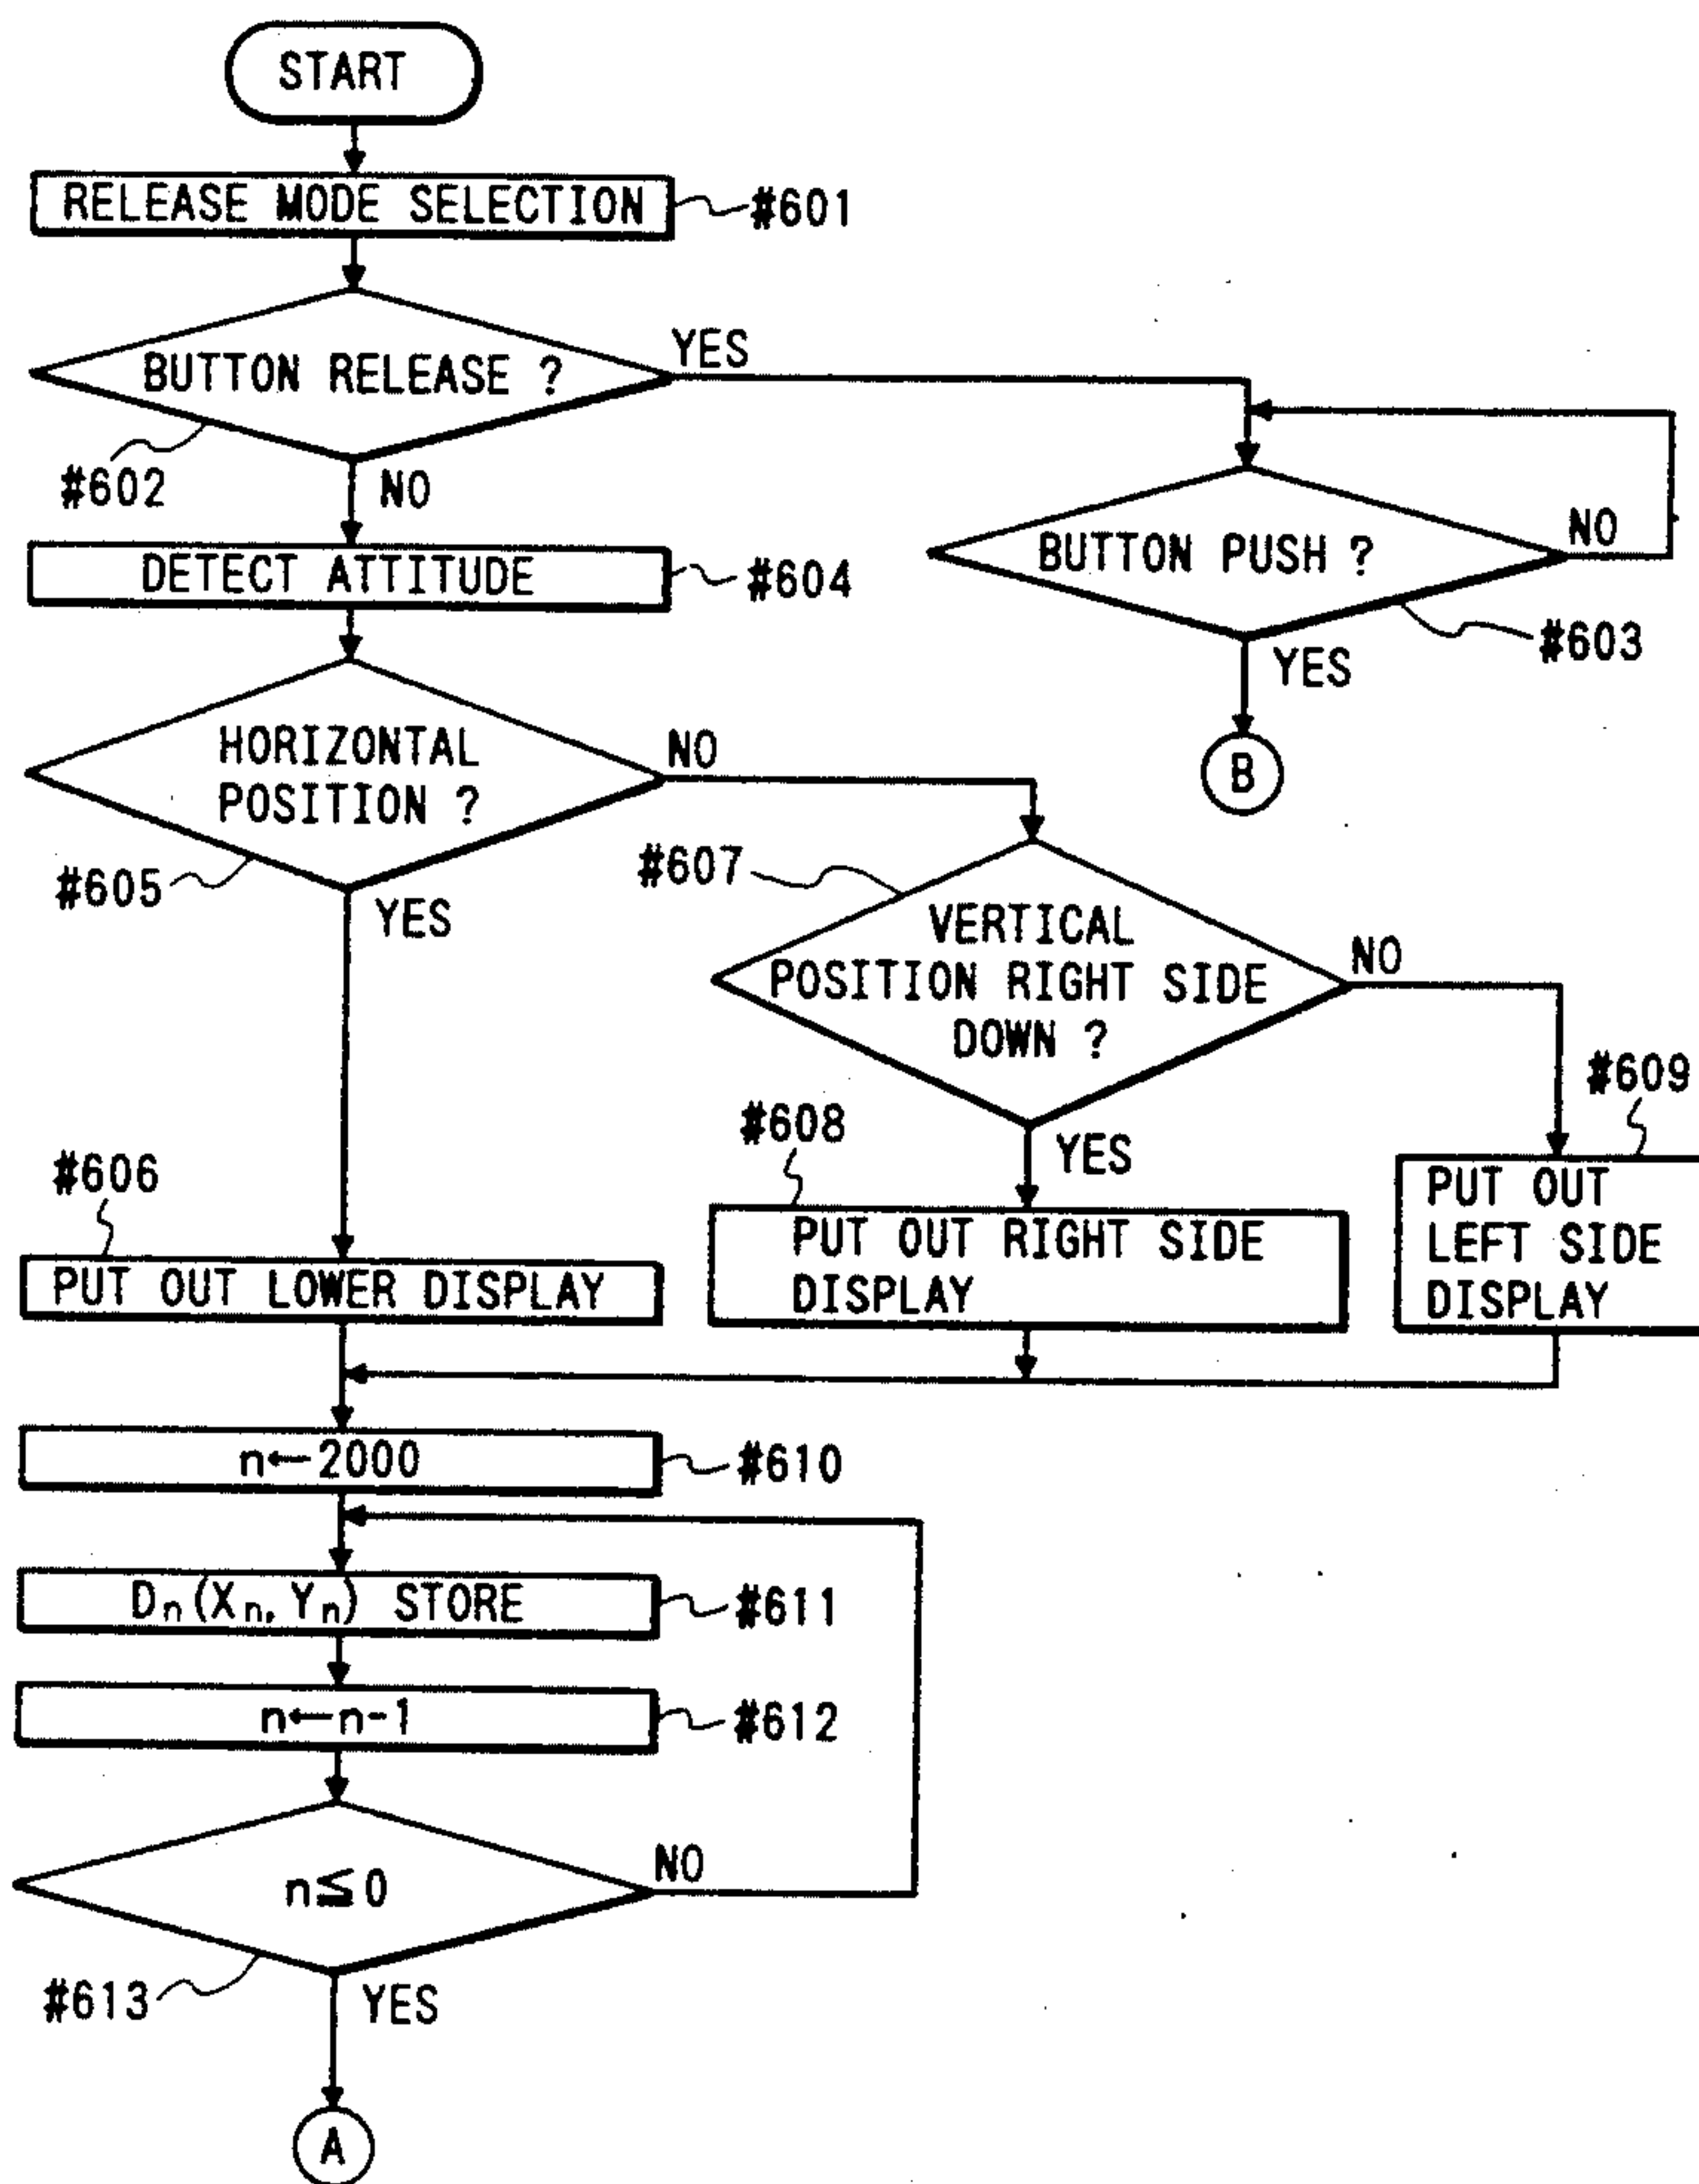 START
RELEASE MODE SELECTION
#601
BUTTON RELEASE ?
YES
#602
NO
BUTTON PUSH ?
NO
#603
YES
B
DETECT ATTITUDE
#604
HORIZONTAL
POSITION ?
NO
#605
YES
#607
VERTICAL
POSITION RIGHT SIDE
DOWN ?
NO
YES
#606
PUT OUT LOWER DISPLAY
#608
PUT OUT RIGHT SIDE
DISPLAY
#609
PUT OUT
LEFT SIDE
DISPLAY
n←2000
#610
Dn(Xn, Yn) STORE
#611
n←n-1
#612
n≦0
NO
#613
YES
A